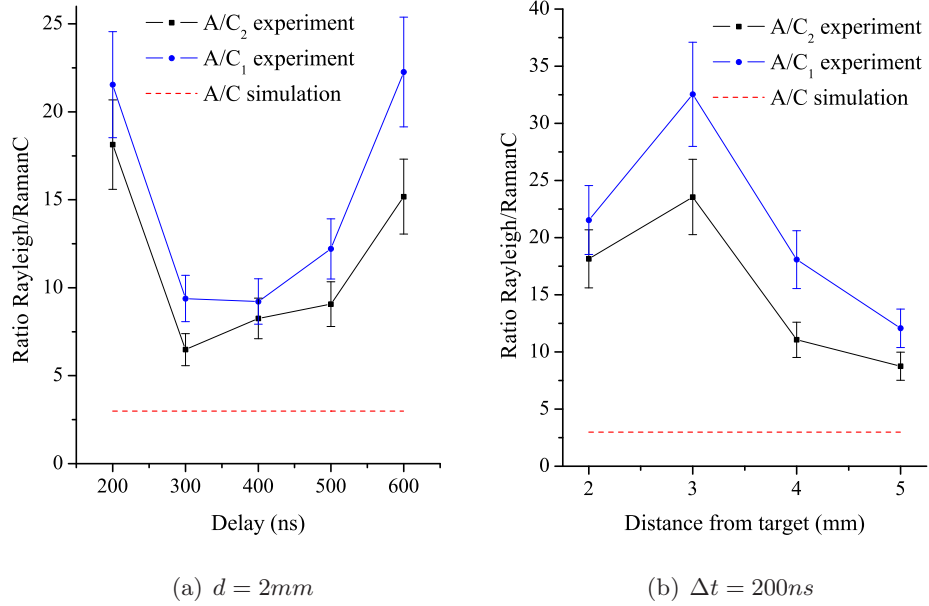 25
20
15
10
5
0
Ratio Rayleigh/RamanC
A/C2 experiment
A/C1 experiment
A/C simulation
200 300 400 500 600
Delay (ns)
(a) d = 2mm
40
35
30
25
20
15
10
5
0
Ratio Rayleigh/RamanC
A/C2 experiment
A/C1 experiment
A/C simulation
2 3 4 5
Distance from target (mm)
(b) Δt = 200ns